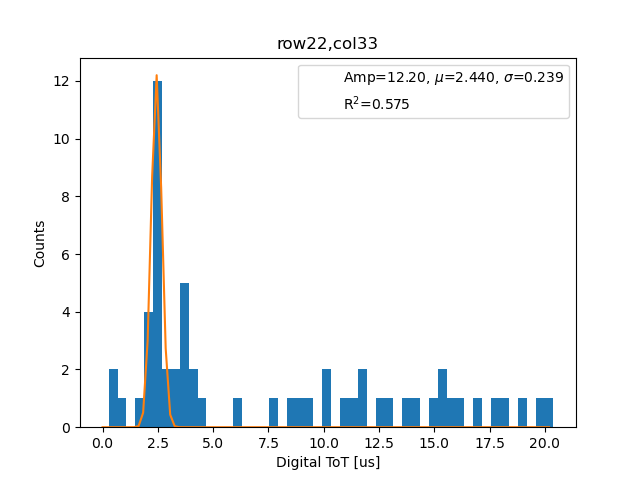 row22,col33
Amp=12.20, μ=2.440, σ=0.239
R²=0.575
12
10
8
6
4
2
0
Counts
0.0 2.5 5.0 7.5 10.0 12.5 15.0 17.5 20.0
Digital ToT [us]